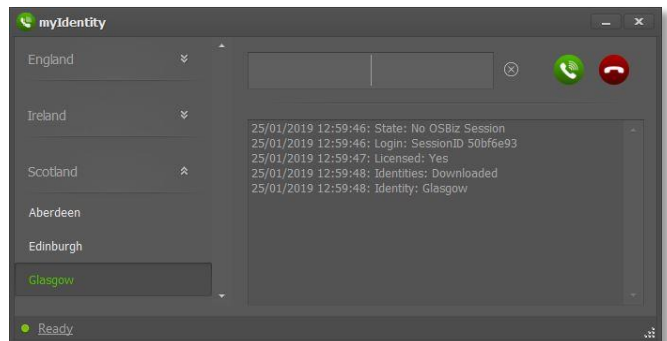 myIdentity
England
Ireland
Scotland
Aberdeen
Edinburgh
Glasgow
25/01/2019 12:59:46: State: No OSBiz Session
25/01/2019 12:59:46: Login: SessionID 50bf6e93
25/01/2019 12:59:47: Licensed: Yes
25/01/2019 12:59:48: Identities: Downloaded
25/01/2019 12:59:48: Identity: Glasgow
Ready